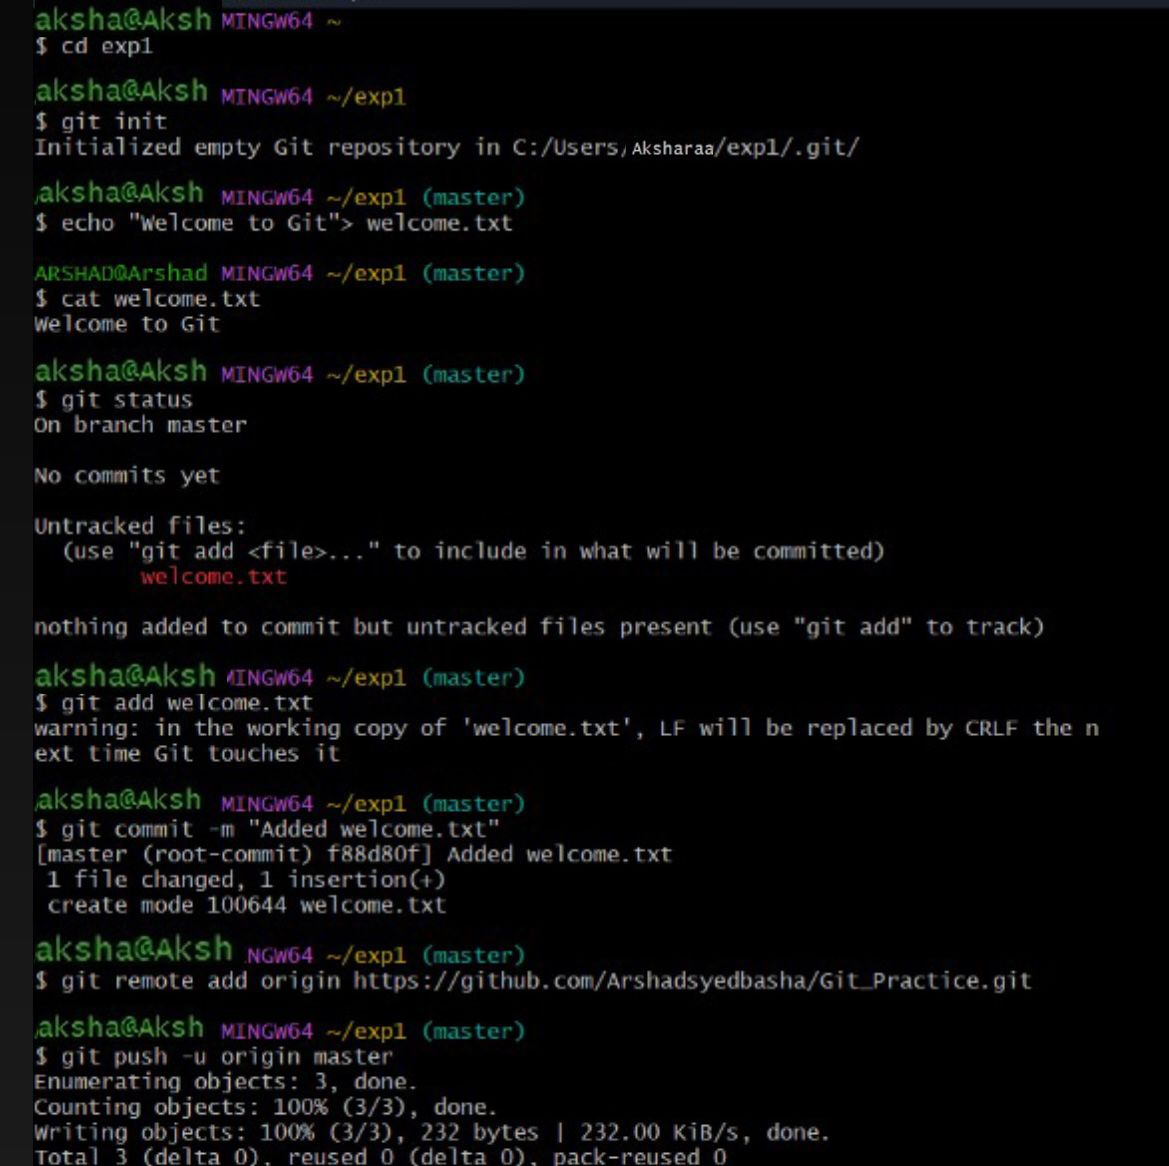 aksha@Aksh MINGW64 ~
$ cd exp1
aksha@Aksh MINGW64 ~/exp1
$ git init
Initialized empty Git repository in C:/Users/Aksharaa/exp1/.git/
aksha@Aksh MINGW64 ~/exp1 (master)
$ echo "Welcome to Git"> welcome.txt
ARSHAD@Arshad MINGW64 ~/exp1 (master)
$ cat welcome.txt
Welcome to Git
aksha@Aksh MINGW64 ~/exp1 (master)
$ git status
On branch master
No commits yet
Untracked files:
(use "git add <file>..." to include in what will be committed)
welcome.txt
nothing added to commit but untracked files present (use "git add" to track)
aksha@Aksh MINGW64 ~/exp1 (master)
$ git add welcome.txt
warning: in the working copy of 'welcome.txt', LF will be replaced by CRLF the n
ext time Git touches it
aksha@Aksh MINGW64 ~/exp1 (master)
$ git commit -m "Added welcome.txt"
[master (root-commit) f88d80f] Added welcome.txt
1 file changed, 1 insertion(+)
create mode 100644 welcome.txt
aksha@Aksh NGW64 ~/exp1 (master)
$ git remote add origin https://github.com/Arshadsyedbasha/Git_Practice.git
aksha@Aksh MINGW64 ~/exp1 (master)
$ git push -u origin master
Enumerating objects: 3, done.
Counting objects: 100% (3/3), done.
Writing objects: 100% (3/3), 232 bytes | 232.00 KiB/s, done.
Total 3 (delta 0), reused 0 (delta 0), pack-reused 0